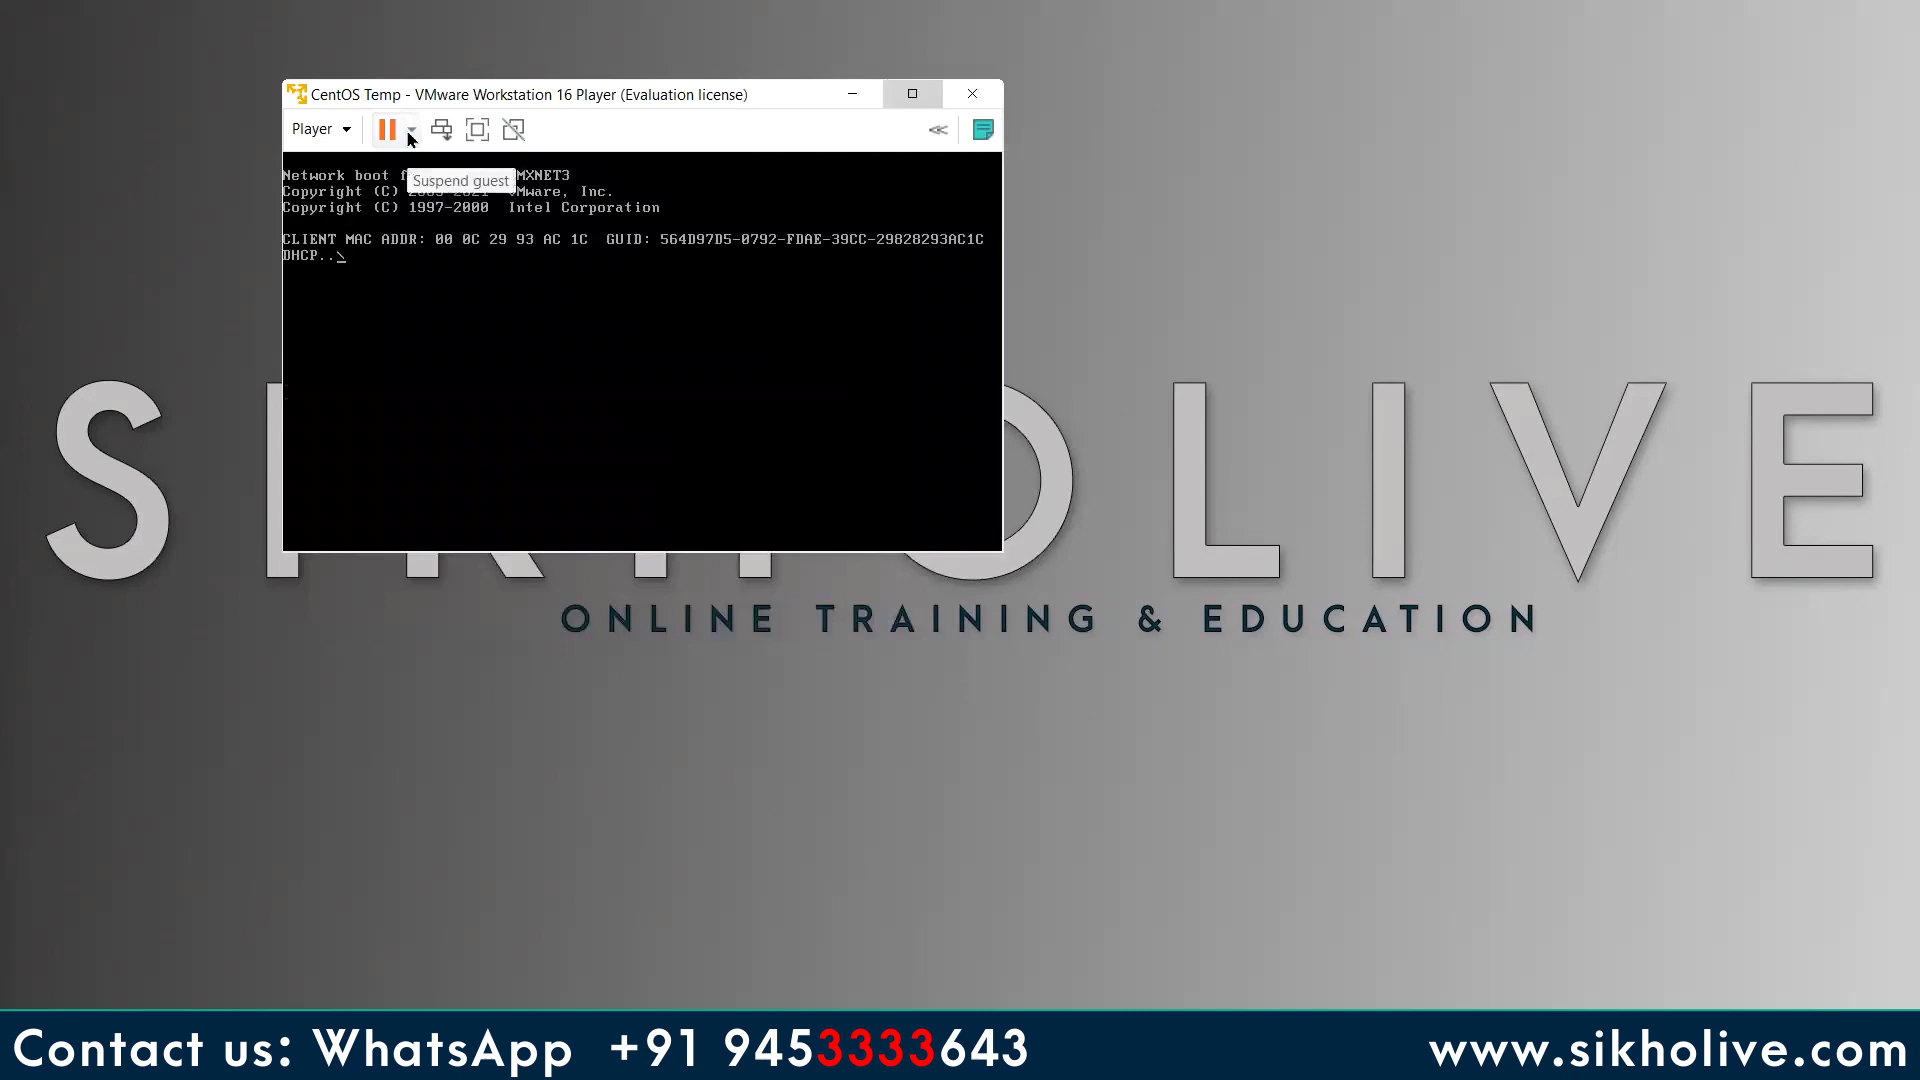 CentOS Temp - VMware Workstation 16 Player (Evaluation license)
Player
Suspend guest
Network boot MXNET3
Copyright (C) VMware, Inc.
Copyright (C) 1997-2000 Intel Corporation
CLIENT MAC ADDR: 00 0C 29 93 AC 1C GUID: 564D97D5-0792-FDAE-39CC-29828293AC1C
DHCP..\
S OLIVE
ONLINE TRAINING & EDUCATION
Contact us: WhatsApp +91 9453333643
www.sikholive.com